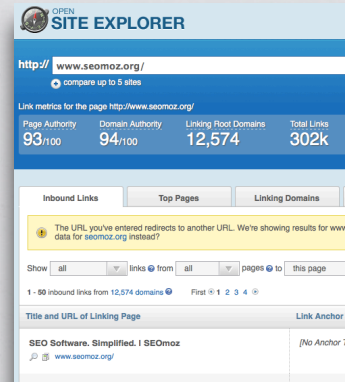 OPEN
SITE EXPLORER
http:// www.seomoz.org/
compare up to 5 sites
Link metrics for the page http://www.seomoz.org/
Page Authority Domain Authority Linking Root Domains Total Links
93/100 94/100 12,574 302k
Inbound Links Top Pages Linking Domains
The URL you've entered redirects to another URL. We're showing results for www
data for seomoz.org instead?
Show all links from all pages to this page
1 - 50 inbound links from 12,574 domains First 1 2 3 4
Title and URL of Linking Page Link Anchor
SEO Software. Simplified. | SEOmoz [No Anchor T
www.seomoz.org/